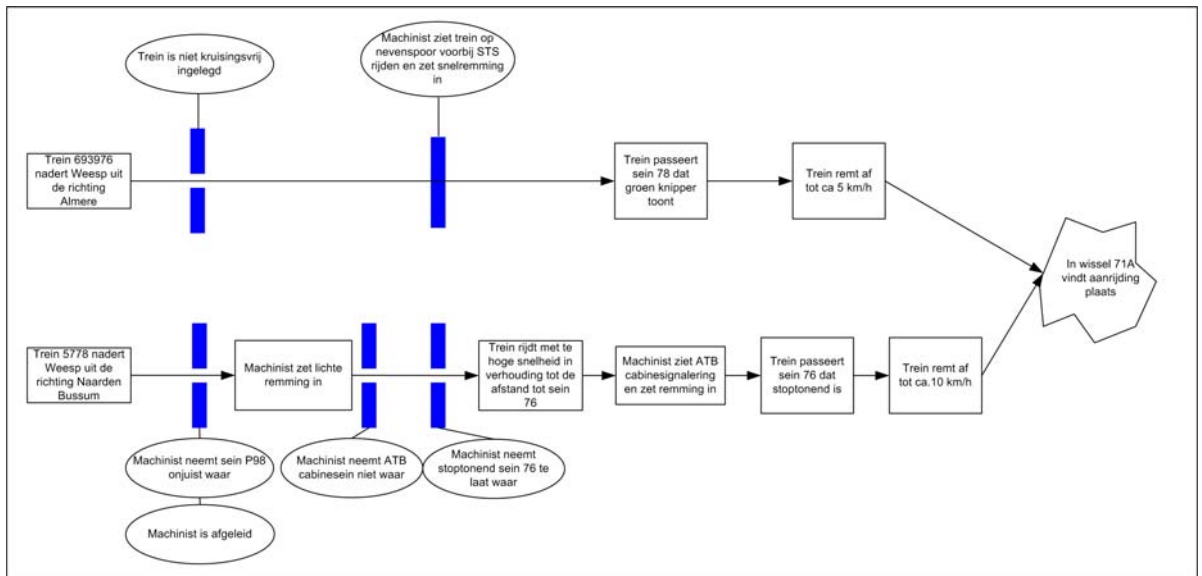 Trein is niet kruisingsvrij
ingelegd
Machinist ziet trein op
nevenspoor voorbij STS
rijden en zet snelremming
in
Trein 693976
nadert Weesp uit
de richting
Almere
Trein passeert
sein 78 dat
groen knipper
toont
Trein remt af
tot ca 5 km/h
In wissel 71A
vindt aanrijding
plaats
Trein 5778 nadert
Weesp uit de
richting Naarden
Bussum
Machinist zet lichte
remming in
Trein rijdt met te
hoge snelheid in
verhouding tot de
afstand tot sein
76
Machinist ziet ATB
cabinesignalering
en zet remming in
Trein passeert
sein 76 dat
stoptonend is
Trein remt af
tot ca.10 km/h
Machinist neemt sein P98
onjuist waar
Machinist neemt ATB
cabinesein niet waar
Machinist neemt
stoptonend sein 76 te
laat waar
Machinist is afgeleid